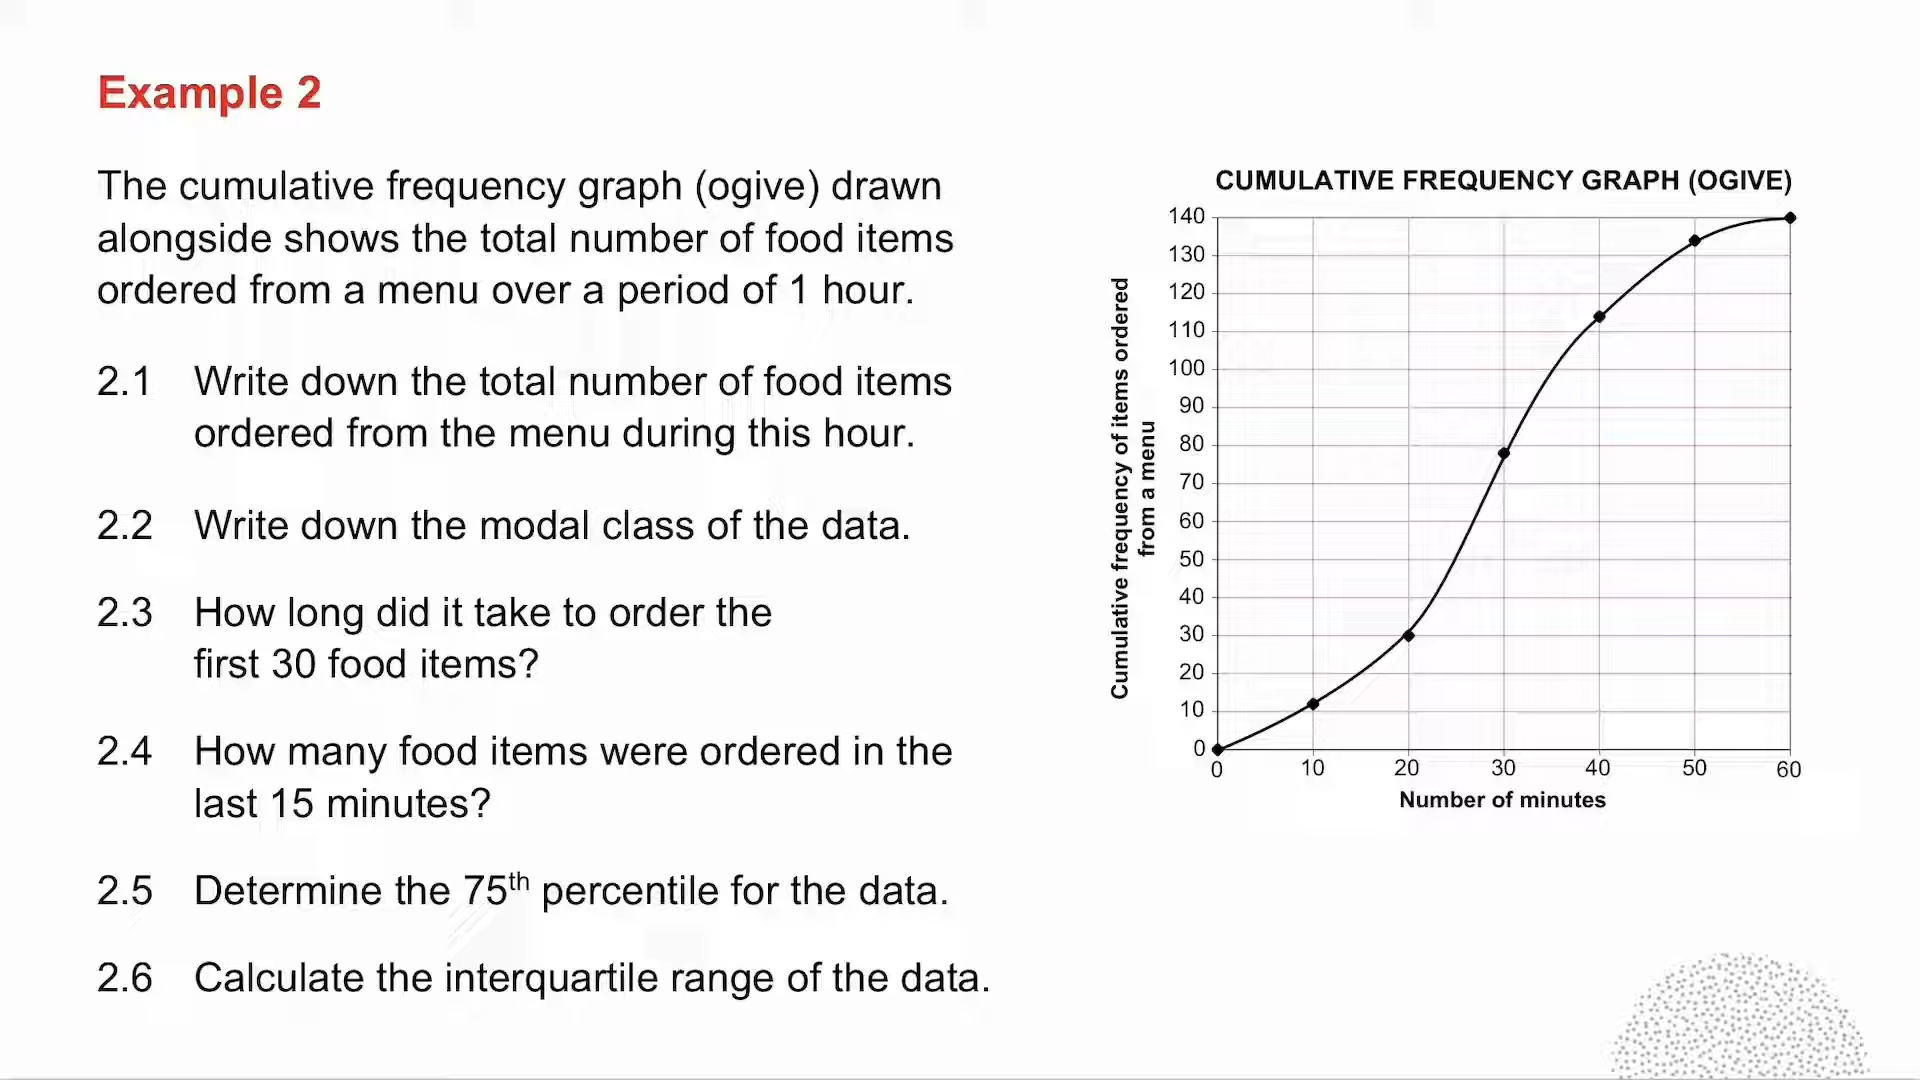 Example 2
The cumulative frequency graph (ogive) drawn
alongside shows the total number of food items
ordered from a menu over a period of 1 hour.
2.1 Write down the total number of food items
ordered from the menu during this hour.
2.2 Write down the modal class of the data.
2.3 How long did it take to order the
first 30 food items?
2.4 How many food items were ordered in the
last 15 minutes?
2.5 Determine the 75th percentile for the data.
2.6 Calculate the interquartile range of the data.
CUMULATIVE FREQUENCY GRAPH (OGIVE)
Cumulative frequency of items ordered
from a menu
140
130
120
110
100
90
80
70
60
50
40
30
20
10
0
0 10 20 30 40 50 60
Number of minutes